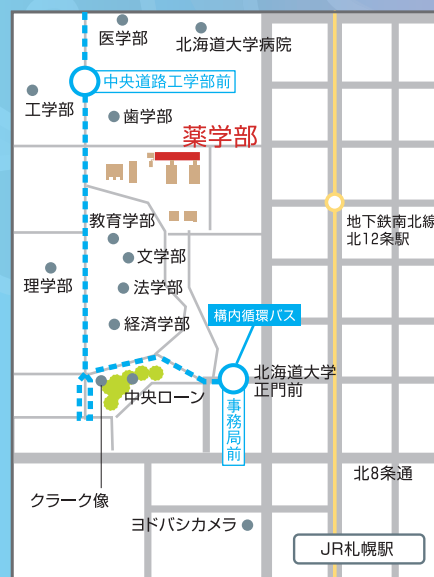 医学部
北海道大学病院
中央道路工学部前
工学部
歯学部
薬学部
教育学部
地下鉄南北線
北12条駅
文学部
理学部
法学部
構内循環バス
経済学部
北海道大学
正門前
中央ローン
事務局前
北8条通
クラーク像
ヨドバシカメラ
JR札幌駅